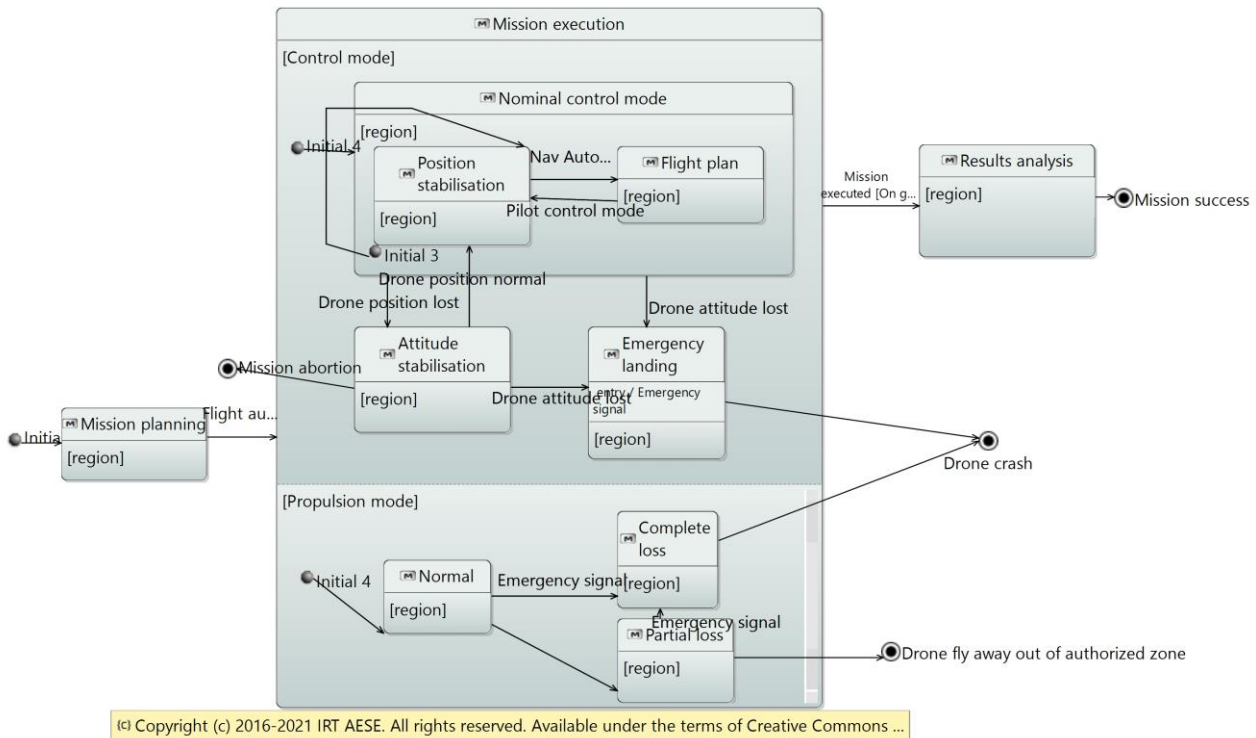 Mission execution
[Control mode]
Nominal control mode
[region]
Initial 4
Position
stabilisation
[region]
Nav Auto...
Flight plan
[region]
Pilot control mode
Initial 3
Drone position normal
Drone position lost
Drone attitude lost
Attitude
stabilisation
[region]
Mission abortion
Drone attitude lost
Emergency
landing
entry / Emergency
signal
[region]
Mission
executed [On g...
Results analysis
[region]
Mission success
Initia
Mission planning
[region]
Flight au...
Drone crash
[Propulsion mode]
Initial 4
Normal
[region]
Emergency signal
Complete
loss
[region]
Emergency signal
Partial loss
[region]
Drone fly away out of authorized zone
(c) Copyright (c) 2016-2021 IRT AESE. All rights reserved. Available under the terms of Creative Commons ...